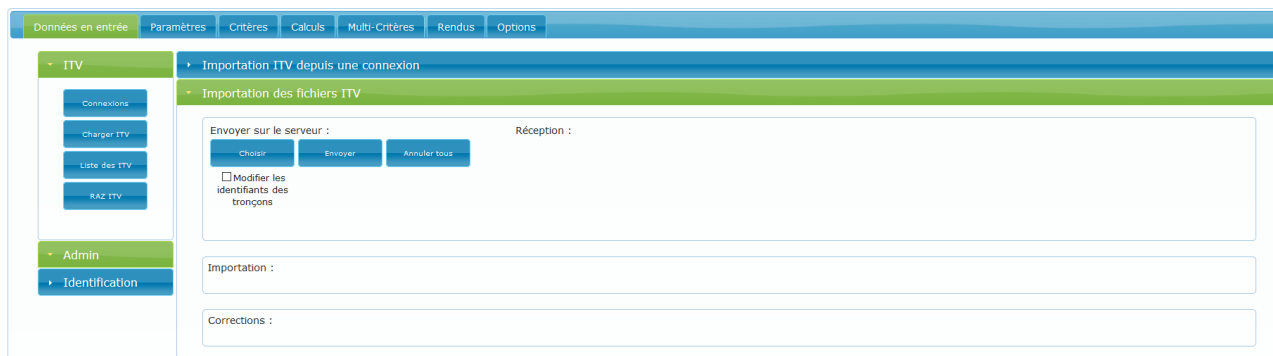 Données en entrée
Paramètres
Critères
Calculs
Multi-Critères
Rendus
Options
ITV
Connexions
Charger ITV
Liste des ITV
RAZ ITV
Admin
Identification
Importation ITV depuis une connexion
Importation des fichiers ITV
Envoyer sur le serveur :
Réception :
Choisir
Envoyer
Annuler tous
Modifier les
identifiants des
tronçons
Importation :
Corrections :